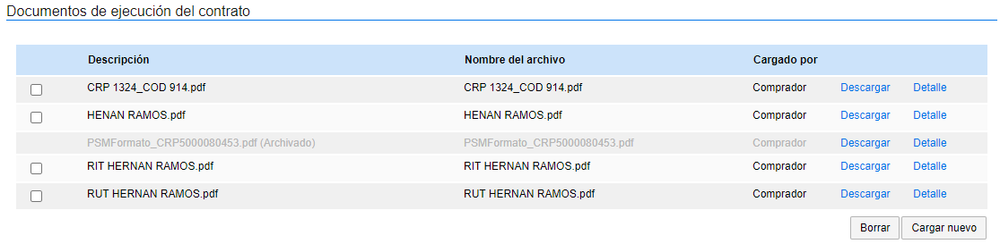 Documentos de ejecución del contrato
Descripción Nombre del archivo Cargado por
CRP 1324_COD 914.pdf CRP 1324_COD 914.pdf Comprador Descargar Detalle
HENAN RAMOS.pdf HENAN RAMOS.pdf Comprador Descargar Detalle
PSMFormato_CRP5000080453.pdf (Archivado) PSMFormato_CRP5000080453.pdf Comprador Descargar Detalle
RIT HERNAN RAMOS.pdf RIT HERNAN RAMOS.pdf Comprador Descargar Detalle
RUT HERNAN RAMOS.pdf RUT HERNAN RAMOS.pdf Comprador Descargar Detalle
Borrar Cargar nuevo